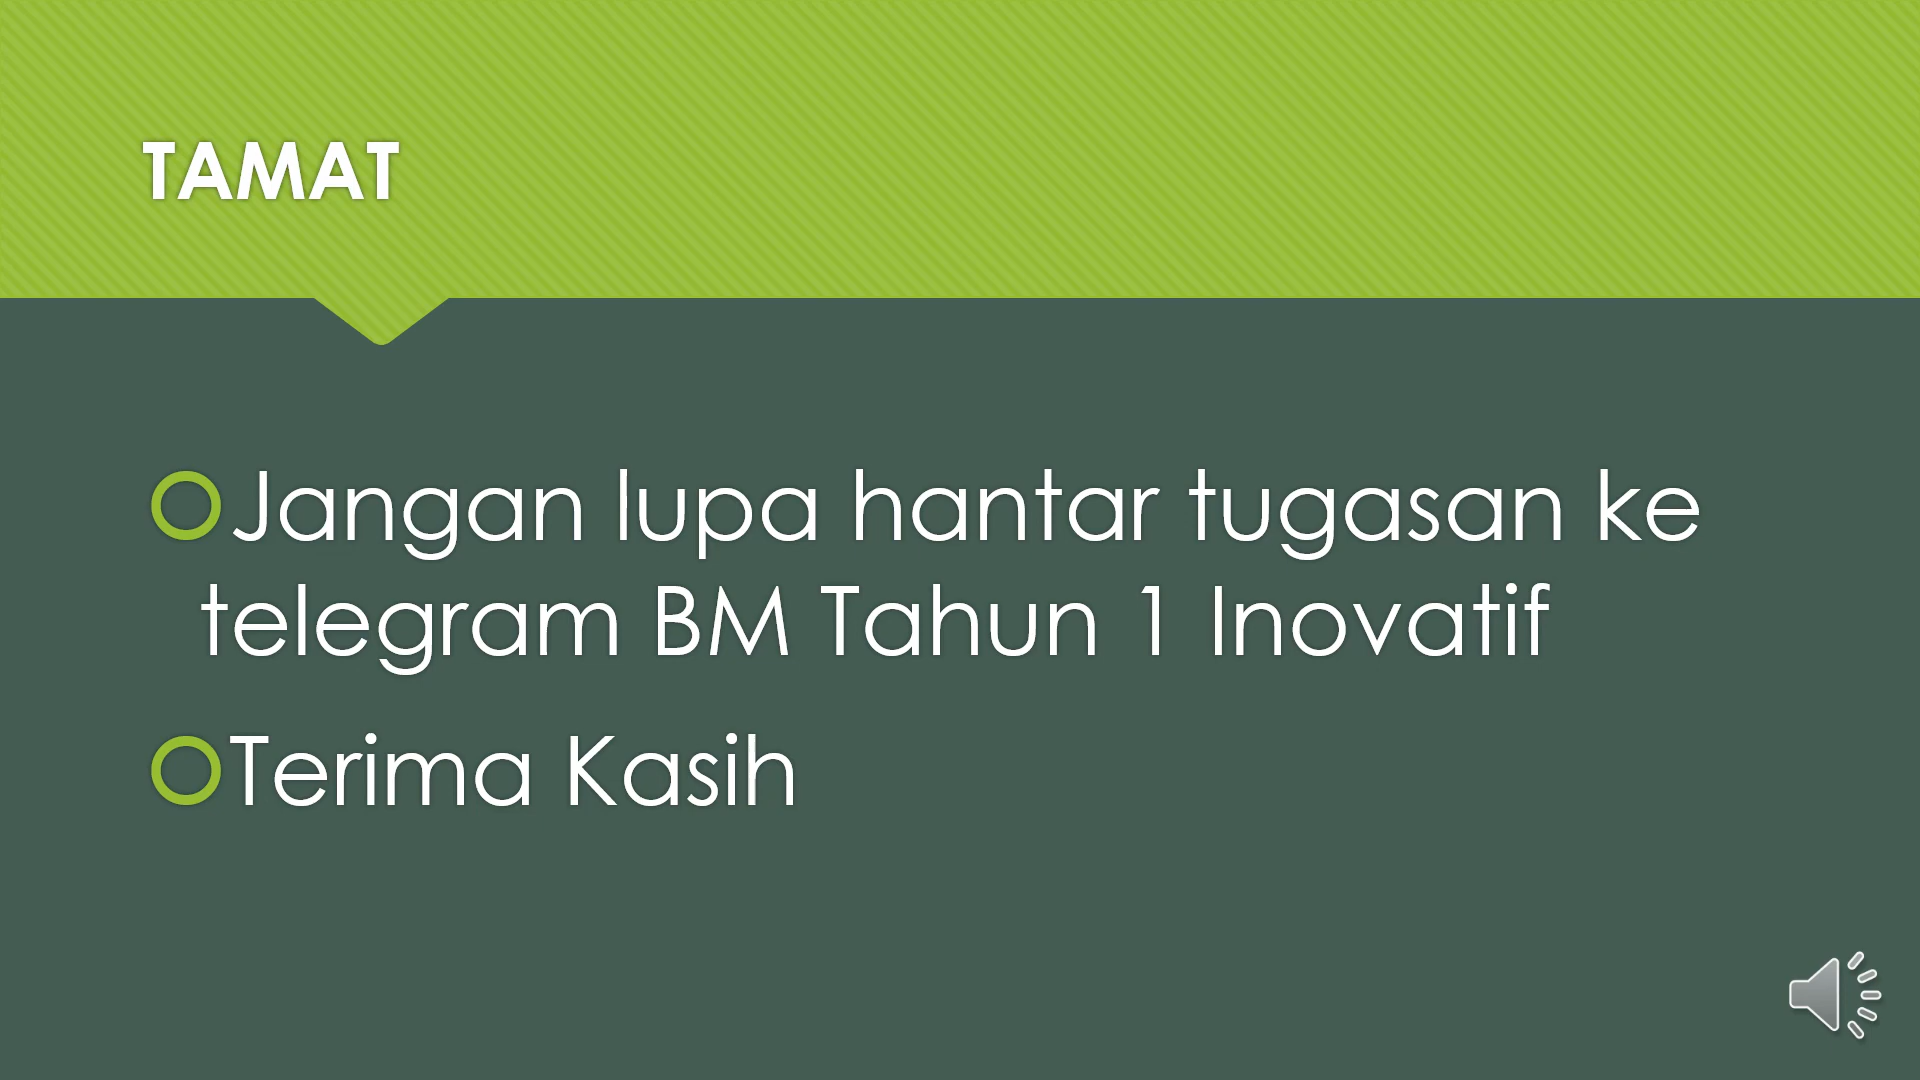 TAMAT
Jangan lupa hantar tugasan ke
telegram BM Tahun 1 Inovatif
Terima Kasih